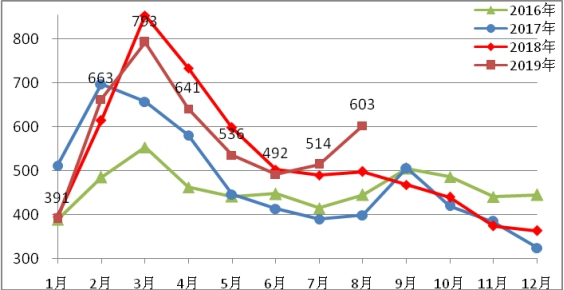 2016年
2017年
2018年
2019年
800
700
600
500
400
300
391
663
793
641
536
492
514
603
1月
2月
3月
4月
5月
6月
7月
8月
9月
10月
11月
12月